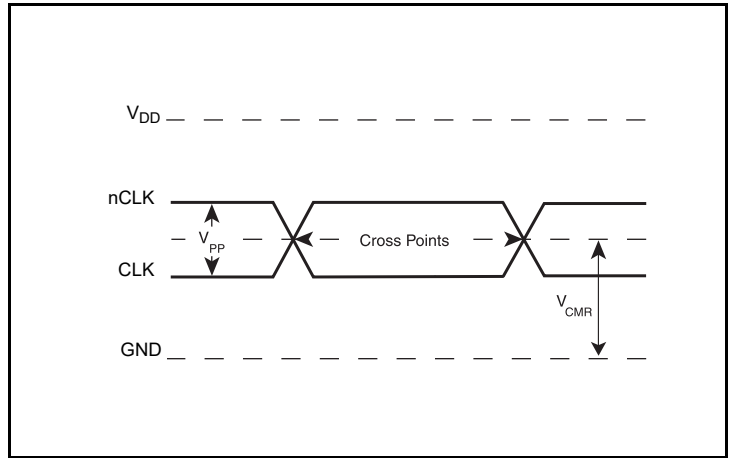 VDD
nCLK
VPP
Cross Points
CLK
VCMR
GND